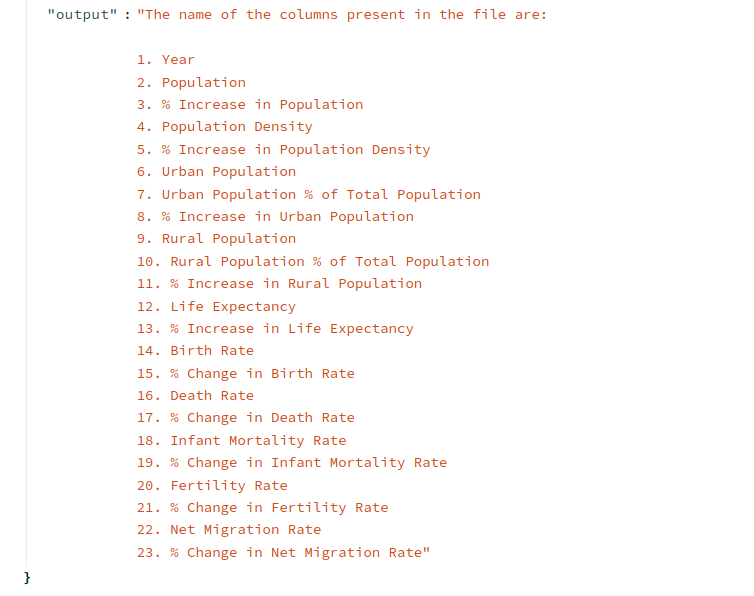 "output" : "The name of the columns present in the file are:
1. Year
2. Population
3. % Increase in Population
4. Population Density
5. % Increase in Population Density
6. Urban Population
7. Urban Population % of Total Population
8. % Increase in Urban Population
9. Rural Population
10. Rural Population % of Total Population
11. % Increase in Rural Population
12. Life Expectancy
13. % Increase in Life Expectancy
14. Birth Rate
15. % Change in Birth Rate
16. Death Rate
17. % Change in Death Rate
18. Infant Mortality Rate
19. % Change in Infant Mortality Rate
20. Fertility Rate
21. % Change in Fertility Rate
22. Net Migration Rate
23. % Change in Net Migration Rate"
}